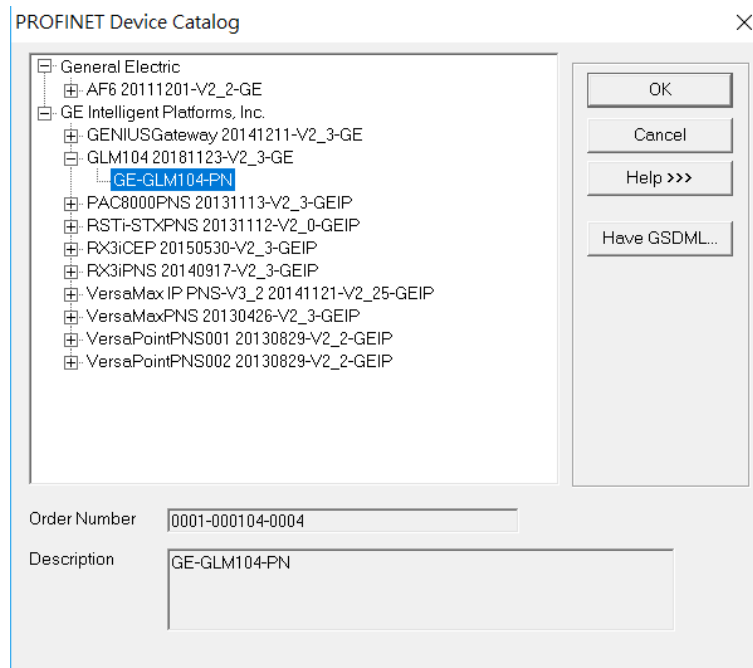 PROFINET Device Catalog
General Electric
AF6 20111201-V2_2-GE
GE Intelligent Platforms, Inc.
GENIUSGateway 20141211-V2_3-GE
GLM104 20181123-V2_3-GE
GE-GLM104-PN
PAC8000PNS 20131113-V2_3-GEIP
RSTi-STXPNS 20131112-V2_0-GEIP
RX3iCEP 20150530-V2_3-GEIP
RX3iPNS 20140917-V2_3-GEIP
VersaMax IP PNS-V3_2 20141121-V2_25-GEIP
VersaMaxPNS 20130426-V2_3-GEIP
VersaPointPNS001 20130829-V2_2-GEIP
VersaPointPNS002 20130829-V2_2-GEIP
OK
Cancel
Help >>>
Have GSDML...
Order Number 0001-000104-0004
Description GE-GLM104-PN